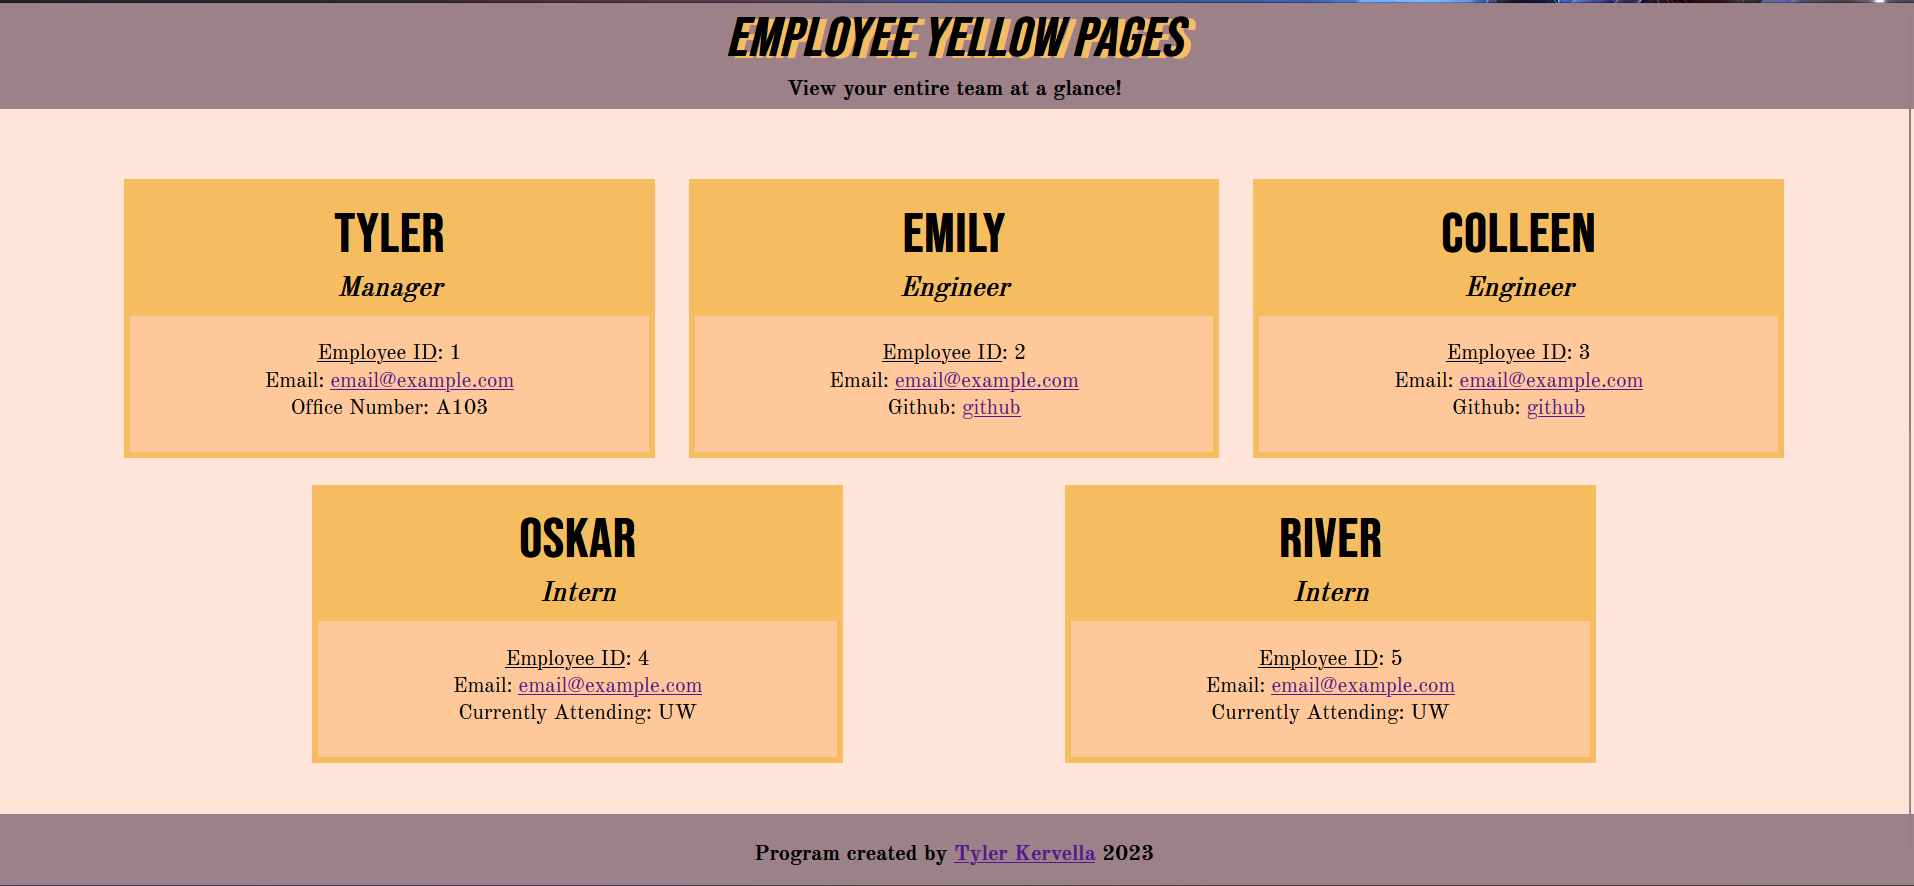 EMPLOYEE YELLOW PAGES
View your entire team at a glance!
TYLER
Manager
Employee ID: 1
Email: email@example.com
Office Number: A103
EMILY
Engineer
Employee ID: 2
Email: email@example.com
Github: github
COLLEEN
Engineer
Employee ID: 3
Email: email@example.com
Github: github
OSKAR
Intern
Employee ID: 4
Email: email@example.com
Currently Attending: UW
RIVER
Intern
Employee ID: 5
Email: email@example.com
Currently Attending: UW
Program created by Tyler Kervella 2023